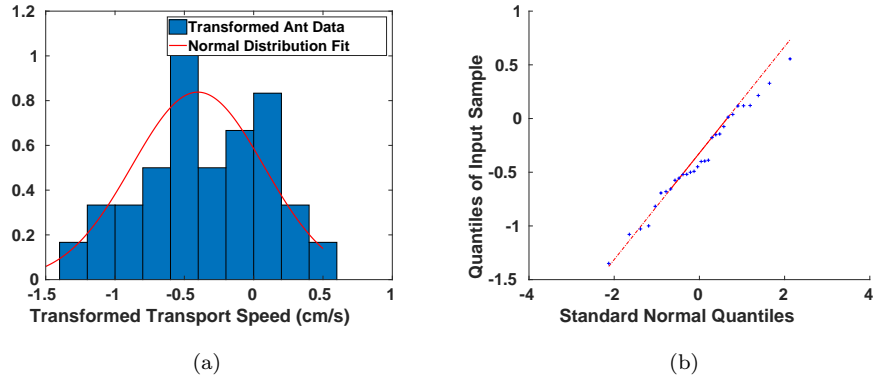 1.2
1
0.8
0.6
0.4
0.2
0
Transformed Ant Data
Normal Distribution Fit
-1.5 -1 -0.5 0 0.5 1
Transformed Transport Speed (cm/s)
(a)
Quantiles of Input Sample
1
0.5
0
-0.5
-1
-1.5
-4 -2 0 2 4
Standard Normal Quantiles
(b)